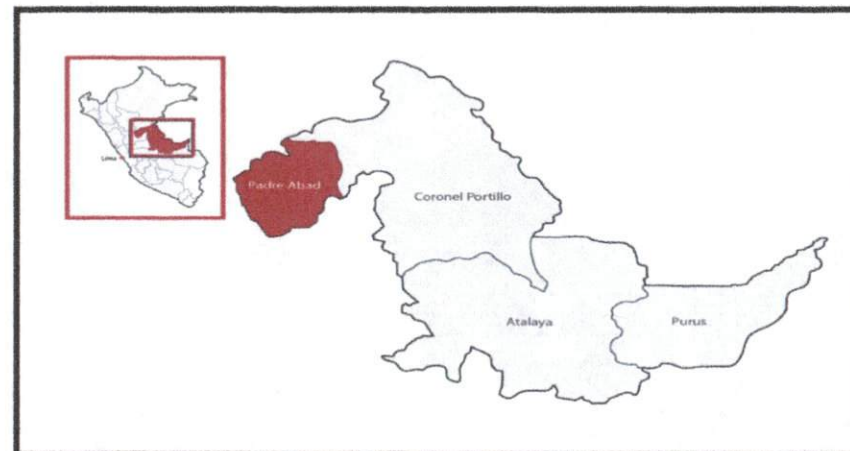 Lima
Padre Abad
Coronel Portillo
Atalaya
Purus